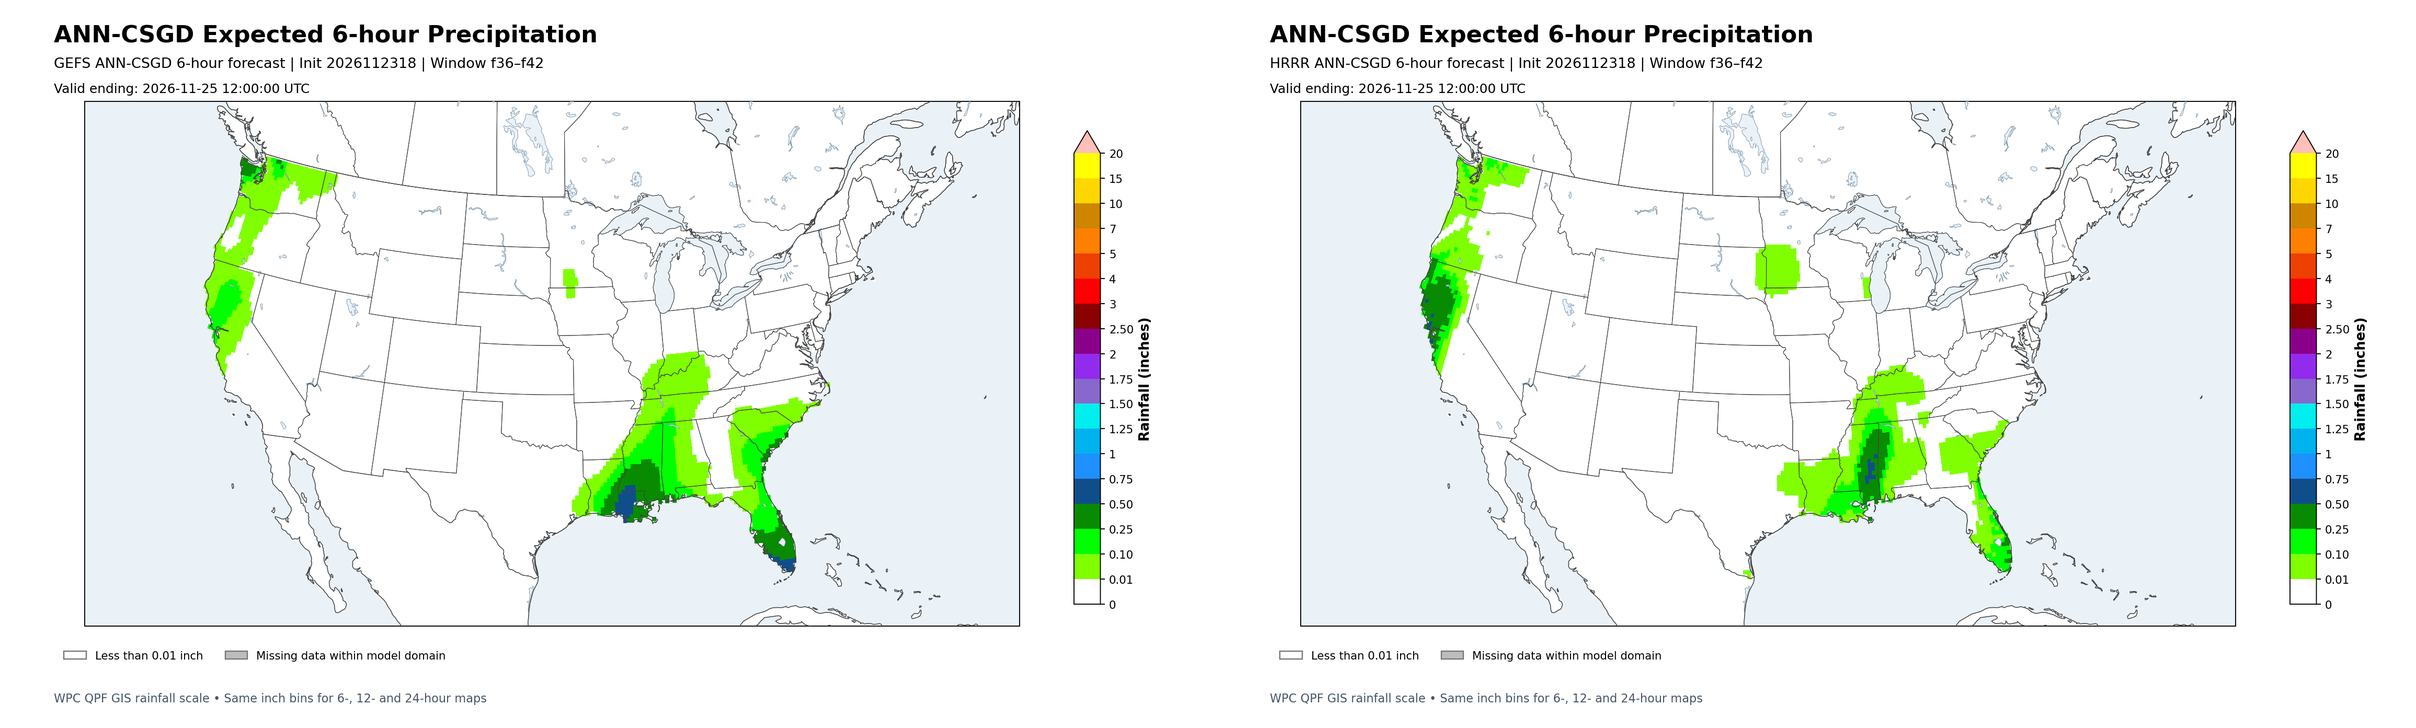 ANN-CSGD Expected 6-hour Precipitation
GEFS ANN-CSGD 6-hour forecast | Init 2026112318 | Window f36–f42
Valid ending: 2026-11-25 12:00:00 UTC
20
15
10
7
5
4
3
2.50
2
1.75
1.50
1.25
1
0.75
0.50
0.25
0.10
0.01
0
Rainfall (inches)
Less than 0.01 inch
Missing data within model domain
WPC QPF GIS rainfall scale • Same inch bins for 6-, 12- and 24-hour maps
ANN-CSGD Expected 6-hour Precipitation
HRRR ANN-CSGD 6-hour forecast | Init 2026112318 | Window f36–f42
Valid ending: 2026-11-25 12:00:00 UTC
20
15
10
7
5
4
3
2.50
2
1.75
1.50
1.25
1
0.75
0.50
0.25
0.10
0.01
0
Rainfall (inches)
Less than 0.01 inch
Missing data within model domain
WPC QPF GIS rainfall scale • Same inch bins for 6-, 12- and 24-hour maps